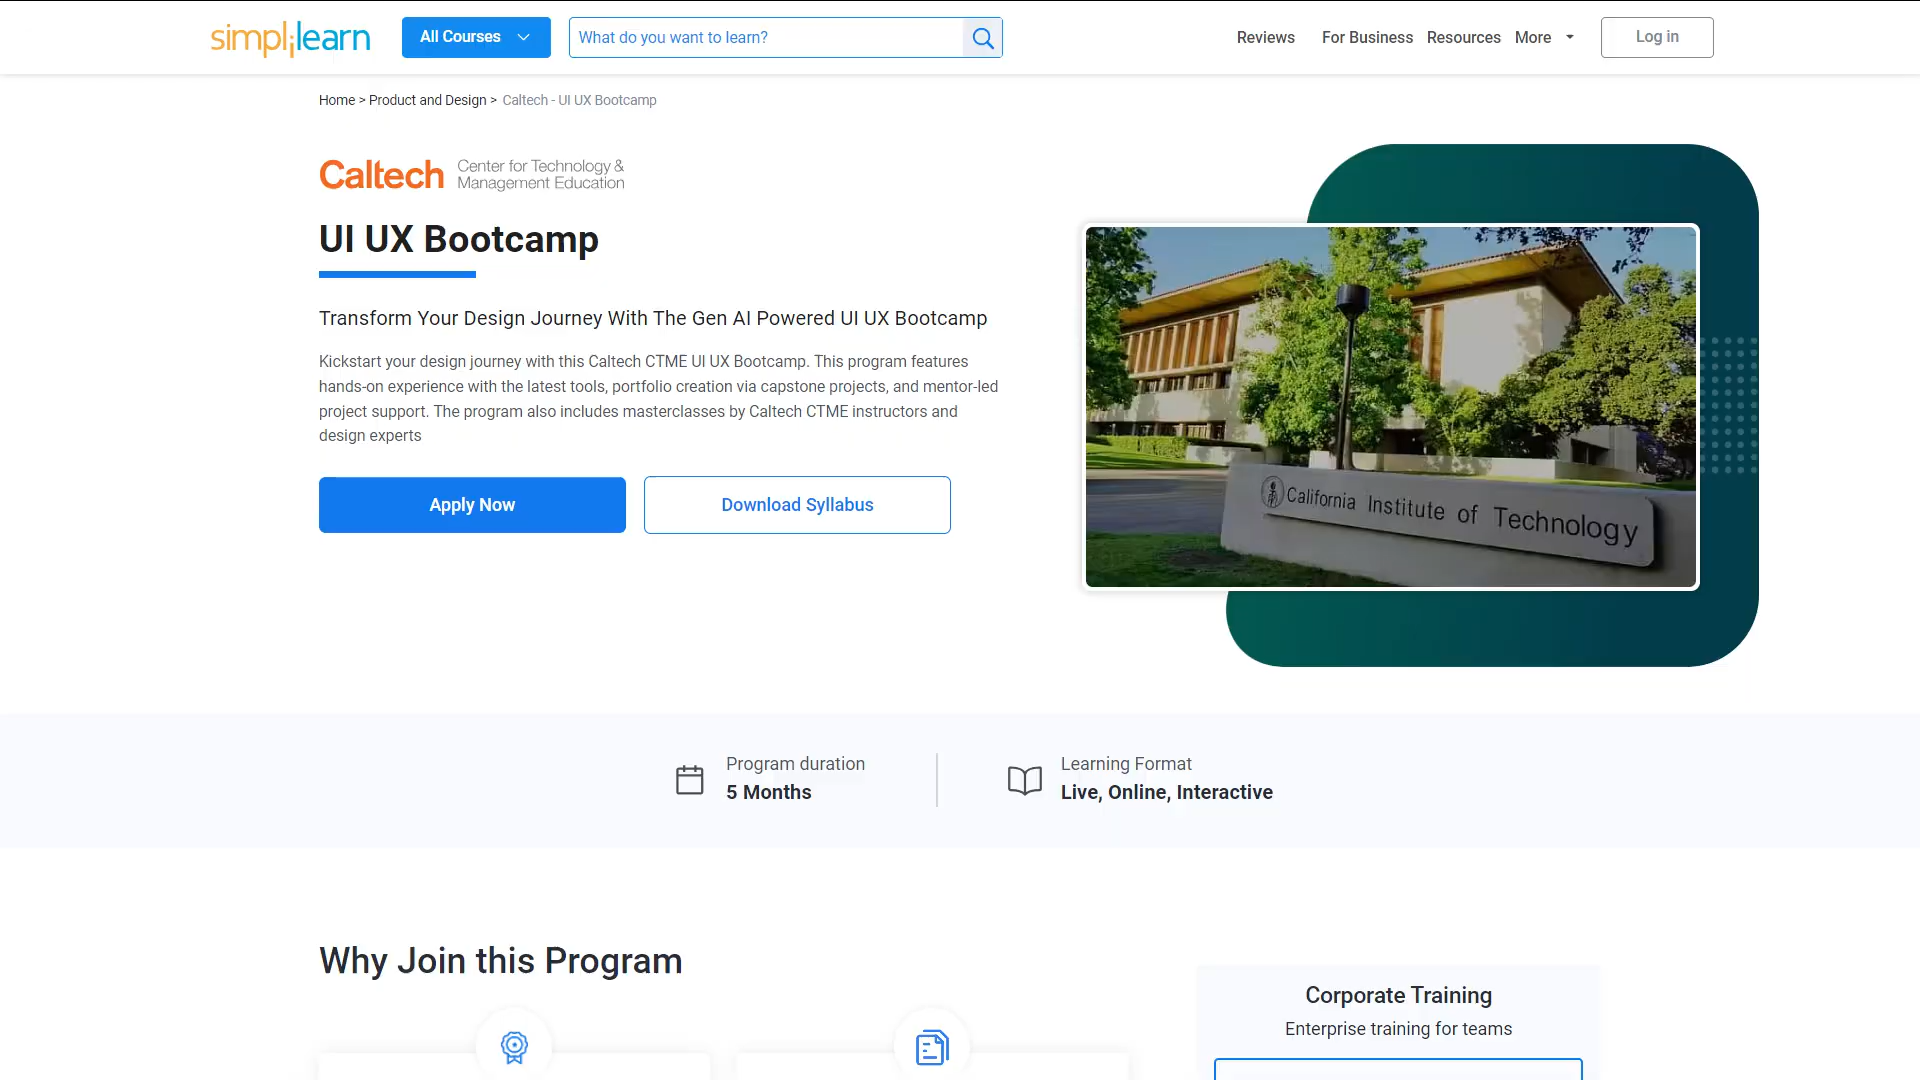 simplilearn
All Courses
What do you want to learn?
Reviews
For Business
Resources
More
Log in
Home > Product and Design > Caltech - UI UX Bootcamp
Caltech
Center for Technology &
Management Education
UI UX Bootcamp
Transform Your Design Journey With The Gen AI Powered UI UX Bootcamp
Kickstart your design journey with this Caltech CTME UI UX Bootcamp. This program features
hands-on experience with the latest tools, portfolio creation via capstone projects, and mentor-led
project support. The program also includes masterclasses by Caltech CTME instructors and
design experts
Apply Now
Download Syllabus
California Institute of Technology
Program duration
5 Months
Learning Format
Live, Online, Interactive
Why Join this Program
Corporate Training
Enterprise training for teams